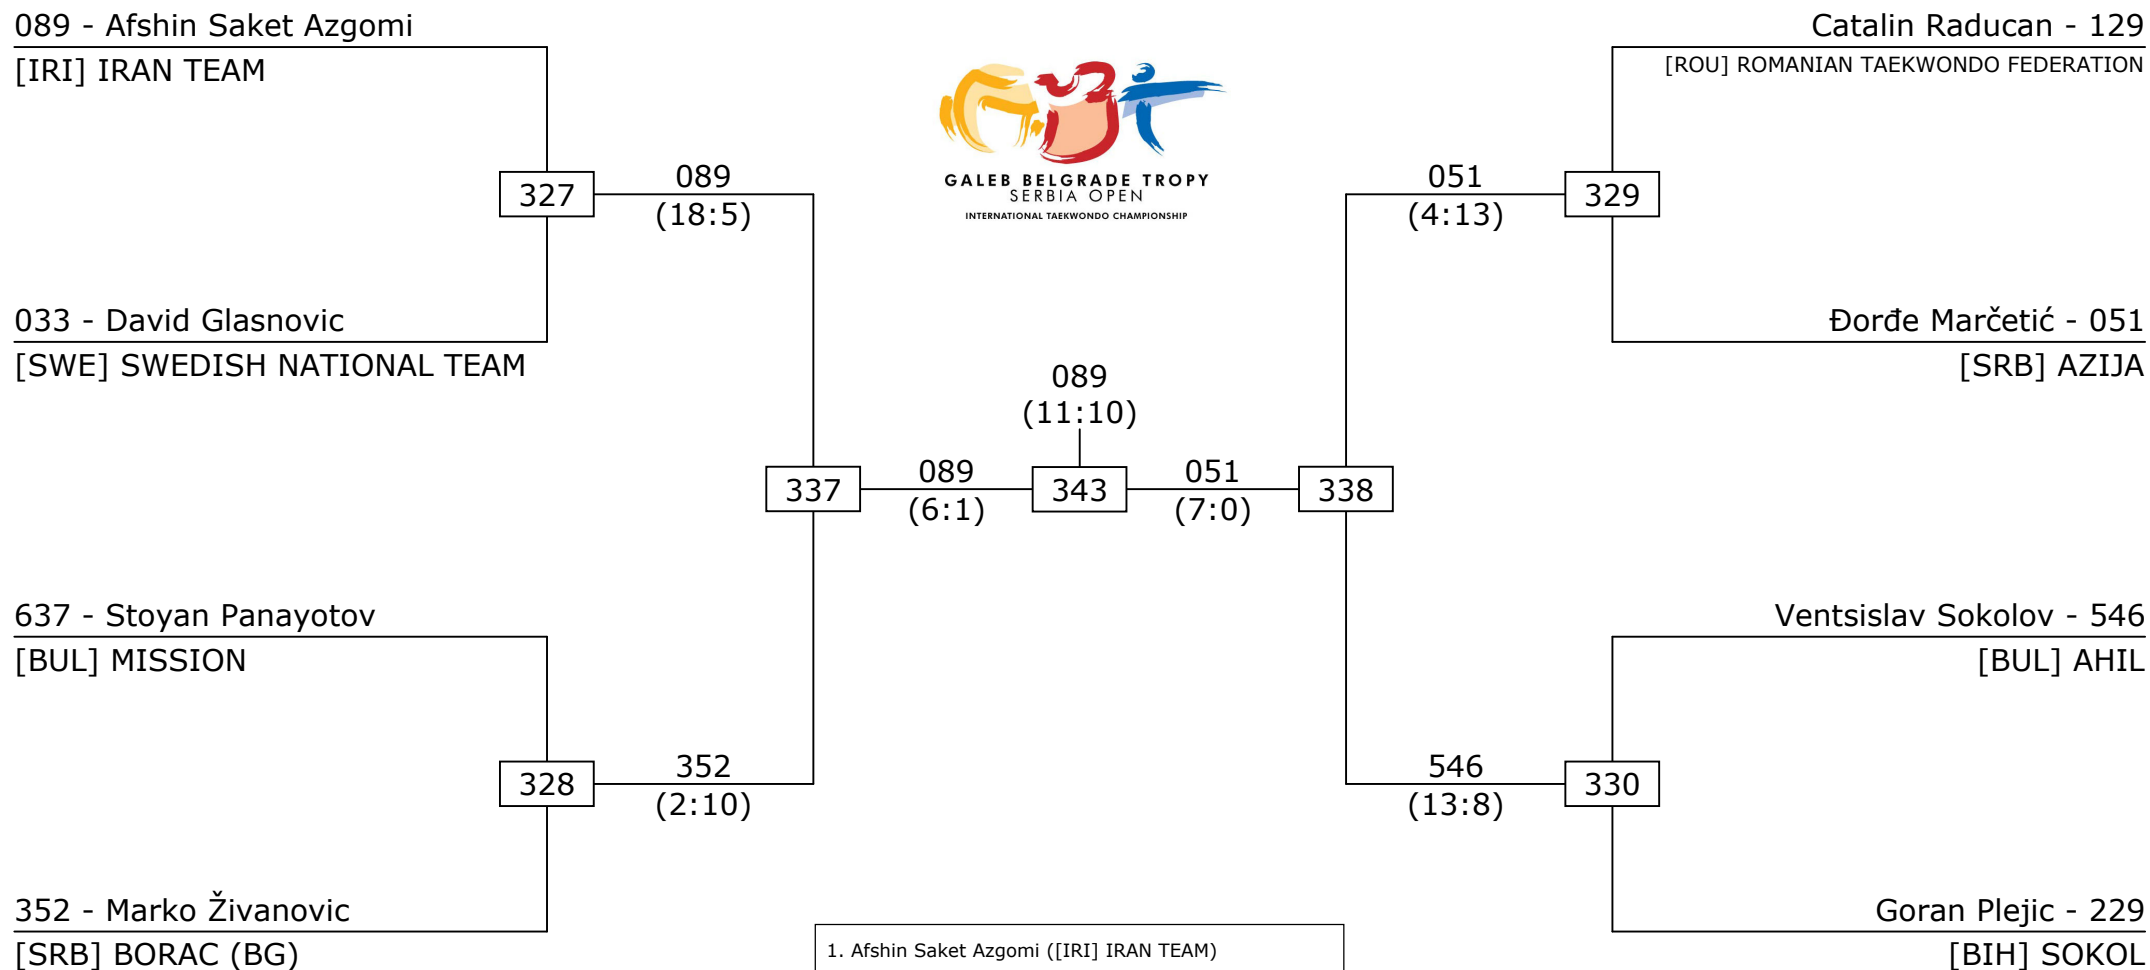 089 - Afshin Saket Azgomi
[IRI] IRAN TEAM
Catalin Raducan - 129
[ROU] ROMANIAN TAEKWONDO FEDERATION
GALEB BELGRADE TROPY
SERBIA OPEN
INTERNATIONAL TAEKWONDO CHAMPIONSHIP
327
089
(18:5)
051
(4:13)
329
033 - David Glasnovic
[SWE] SWEDISH NATIONAL TEAM
Đorđe Marčetić - 051
[SRB] AZIJA
089
(11:10)
337
089
(6:1)
343
051
(7:0)
338
637 - Stoyan Panayotov
[BUL] MISSION
Ventsislav Sokolov - 546
[BUL] AHIL
328
352
(2:10)
546
(13:8)
330
352 - Marko Živanovic
[SRB] BORAC (BG)
Goran Plejic - 229
[BIH] SOKOL
1. Afshin Saket Azgomi ([IRI] IRAN TEAM)